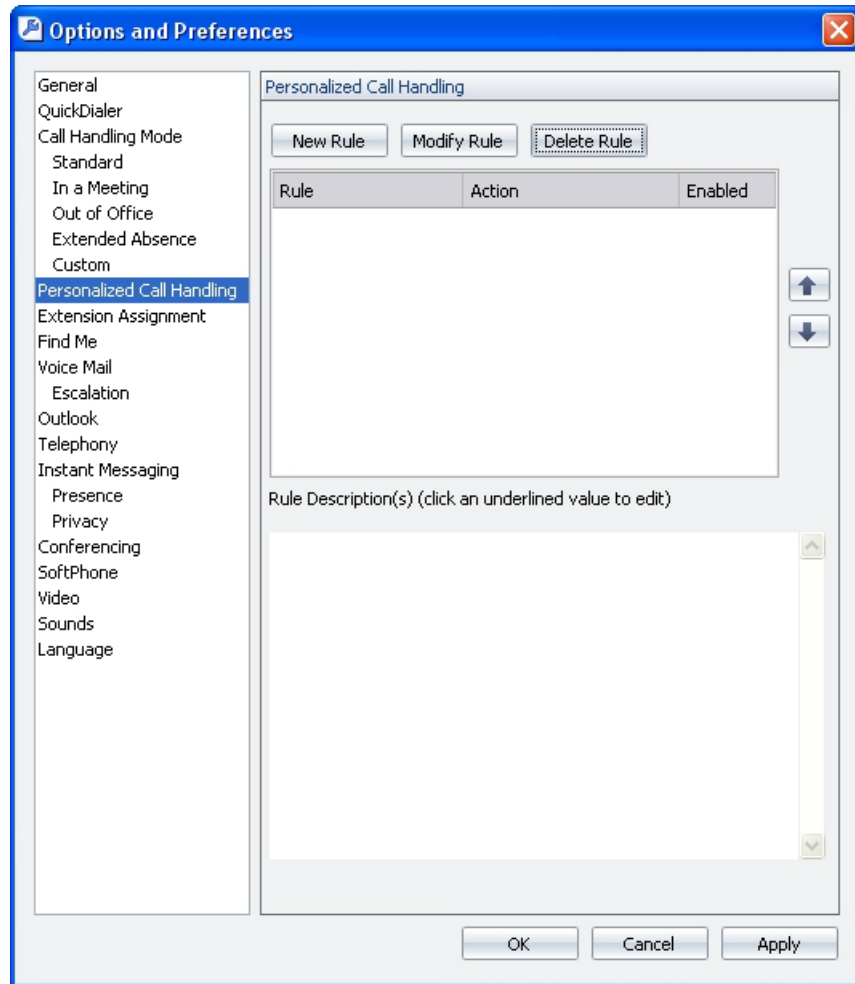 Options and Preferences
General
QuickDialer
Call Handling Mode
Standard
In a Meeting
Out of Office
Extended Absence
Custom
Personalized Call Handling
Extension Assignment
Find Me
Voice Mail
Escalation
Outlook
Telephony
Instant Messaging
Presence
Privacy
Conferencing
SoftPhone
Video
Sounds
Language
Personalized Call Handling
New Rule Modify Rule Delete Rule
Rule Action Enabled
Rule Description(s) (click an underlined value to edit)
OK Cancel Apply